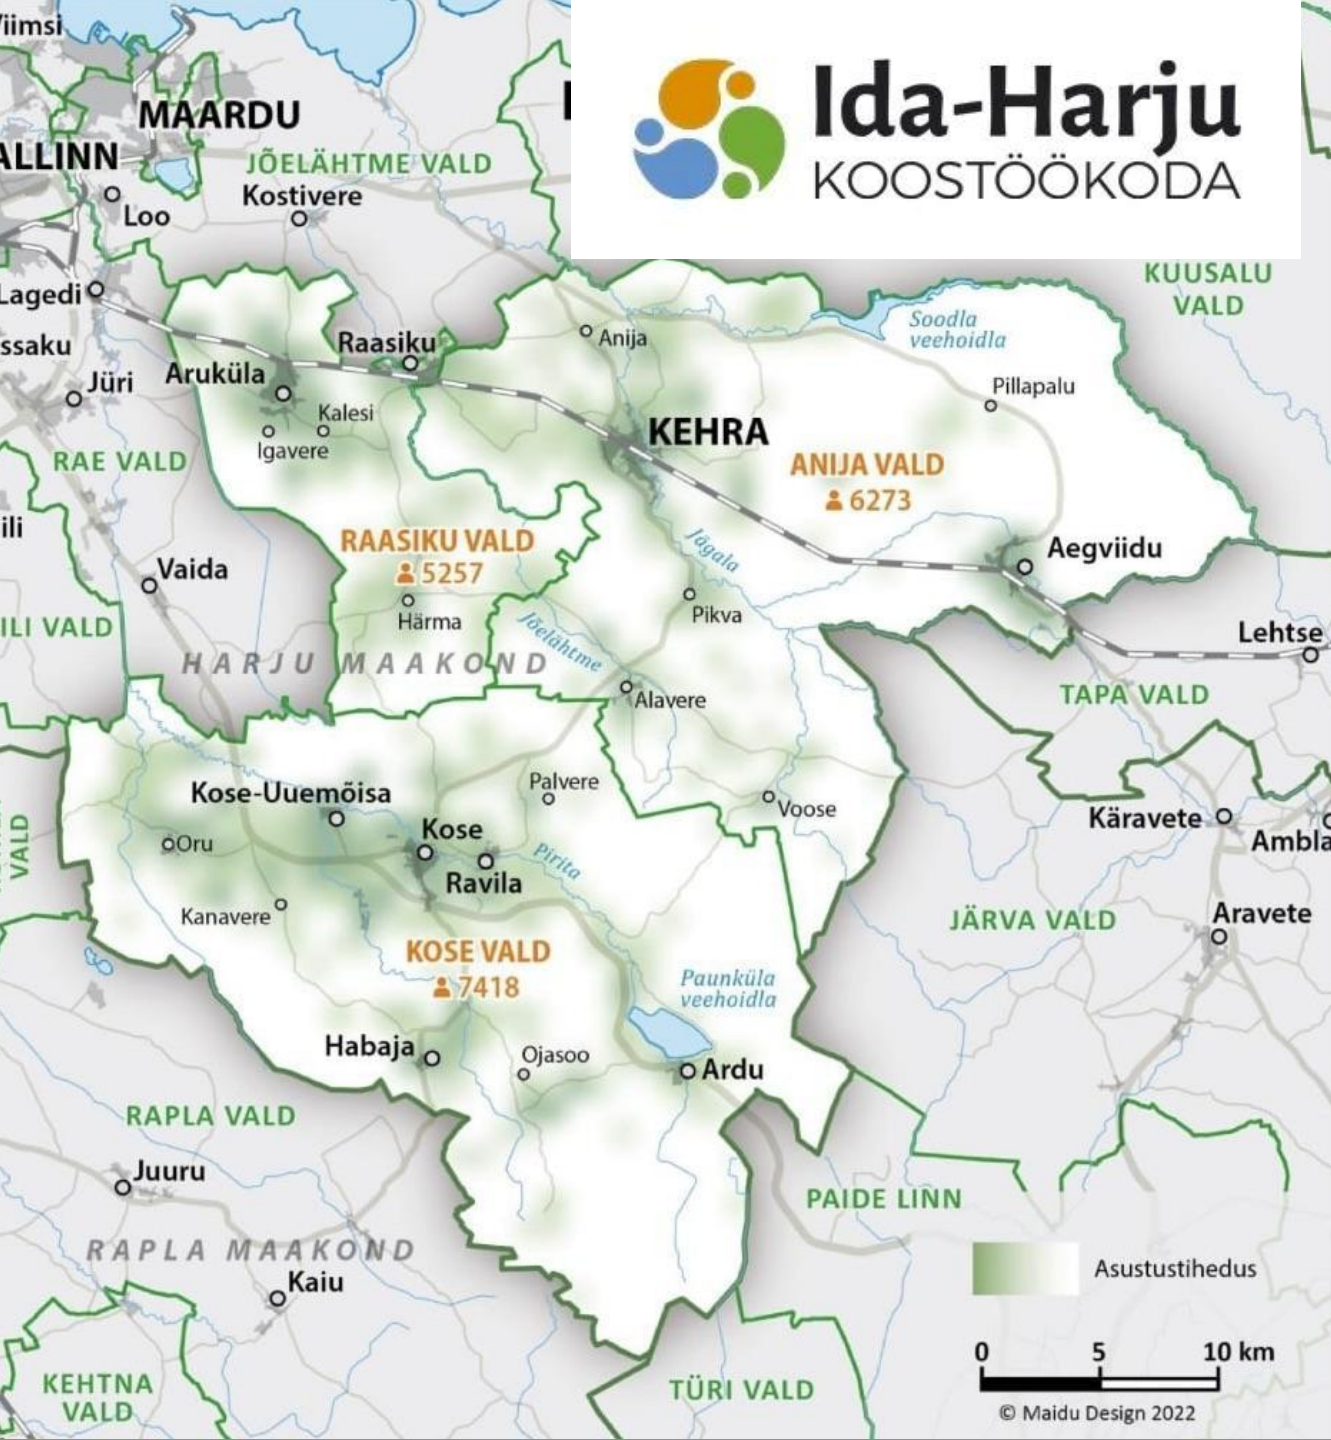 Ida-Harju
KOOSTÖÖKODA
MAARDU
JÕELÄHTME VALD
Kostivere
Loo
Lagedi
KUUSALU
VALD
Soodla
veehoidla
Anija
Raasiku
Aruküla
Jüri
Kalesi
Igavere
Pillapalu
KEHRA
RAE VALD
ANIJA VALD
6273
RAASIKU VALD
5257
Jägala
Aegviidu
Vaida
Härma
Pikva
Jõelähtme
Lehtse
HARJU MAAKOND
Alavere
TAPA VALD
Palvere
Kose-Uuemõisa
Voose
Käravete
Kose
Oru
Pirita
Ravila
VALD
Kanavere
JÄRVA VALD
Aravete
KOSE VALD
7418
Paunküla
veehoidla
Habaja
Ojasoo
Ardu
RAPLA VALD
Juuru
PAIDE LINN
RAPLA MAAKOND
Kaiu
Asustustihedus
0 5 10 km
KEHTNA
VALD
TÜRI VALD
© Maidu Design 2022